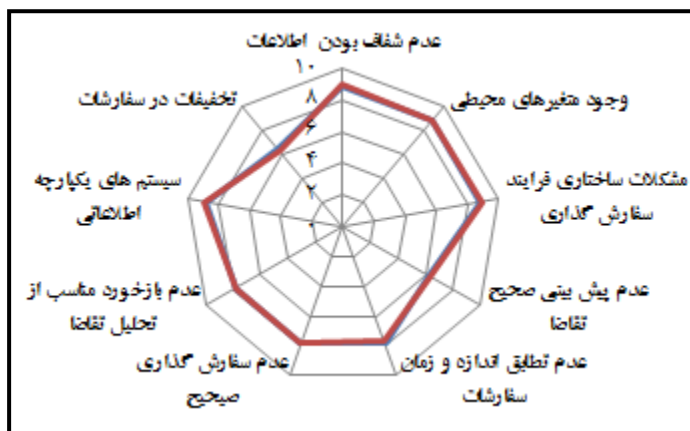 عدم شفاف بودن اطلاعات
وجود متغیرهای محیطی
مشکلات ساختاری فرایند
سفارش گذاری
عدم پیش بینی صحیح
تقاضا
عدم تطابق اندازه و زمان
سفارشات
عدم سفارش گذاری
صیحیح
عدم بازخورد مناسب از
تحلیل تقاضا
سیستم های یکپارچه
اطلاعاتی
تخفیفات در سفارشات
۱۰
۸
۶
۴
۲
۰